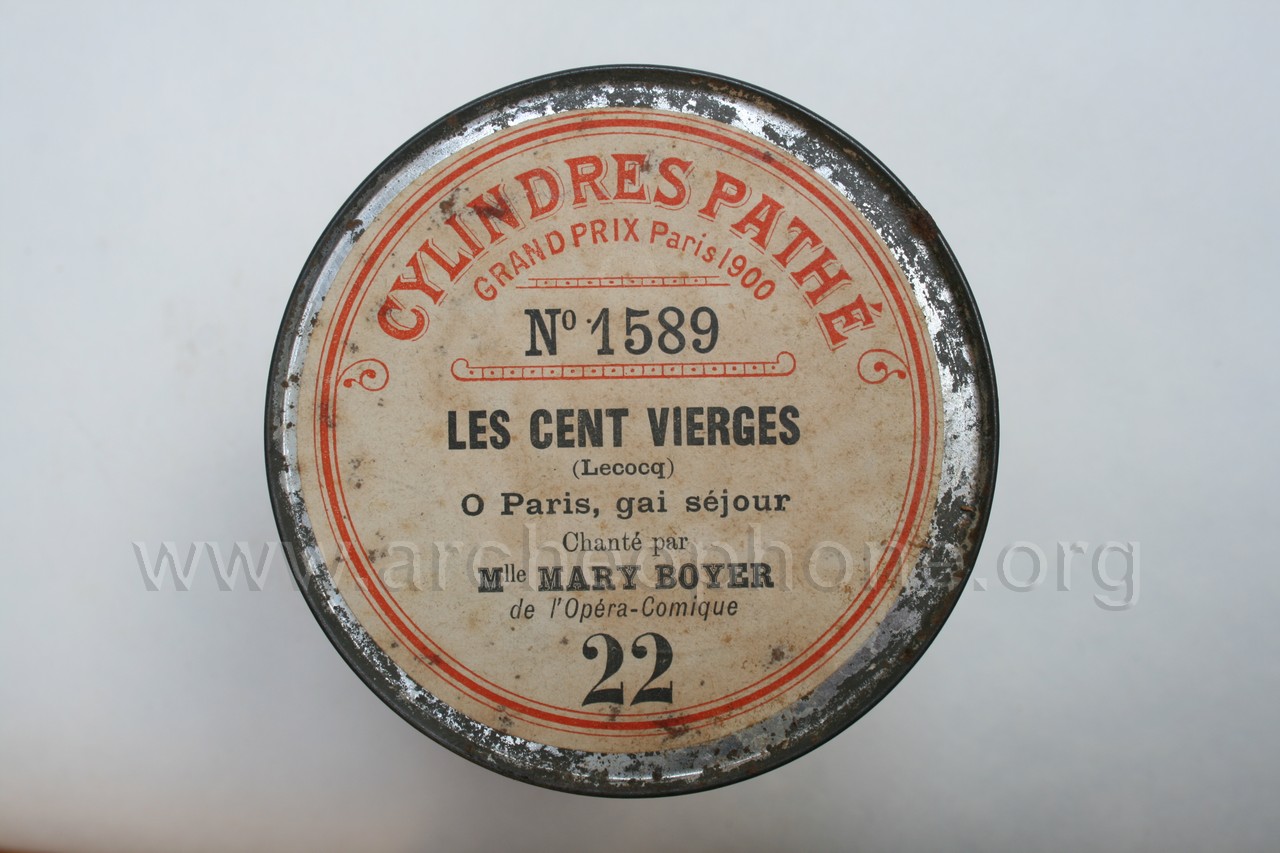 CYLINDRES PATHÉ
GRAND PRIX Paris 1900
Nº 1589
LES CENT VIERGES
(Lecocq)
O Paris, gai séjour
Chanté par
www.archeophone.org
Mlle MARY BOYER
de l'Opéra-Comique
22